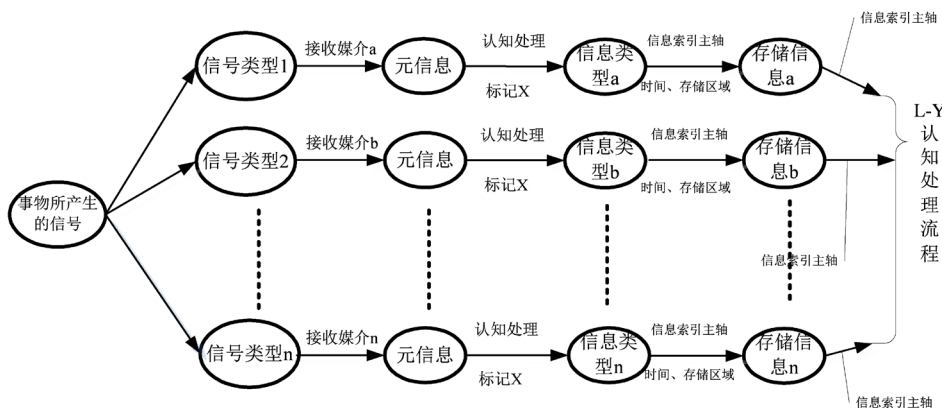 信息索引主轴
信号类型1
接收媒介a
元信息
认知处理
标记X
信息类
型a
信息索引主轴
时间、存储区域
存储信
息a
L-Y
认
知
处
理
流
程
信号类型2
接收媒介b
元信息
认知处理
标记X
信息类
型b
信息索引主轴
时间、存储区域
存储信
息b
事物所产生
的信号
信息索引主轴
信号类型n
接收媒介n
元信息
认知处理
标记X
信息类
型n
信息索引主轴
时间、存储区域
存储信
息n
信息索引主轴